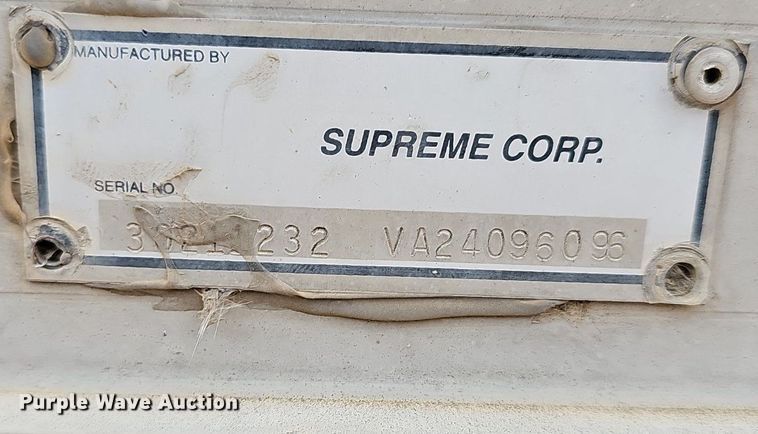 MANUFACTURED BY
SUPREME CORP.
SERIAL NO.
VA24096096
Purple Wave Auction